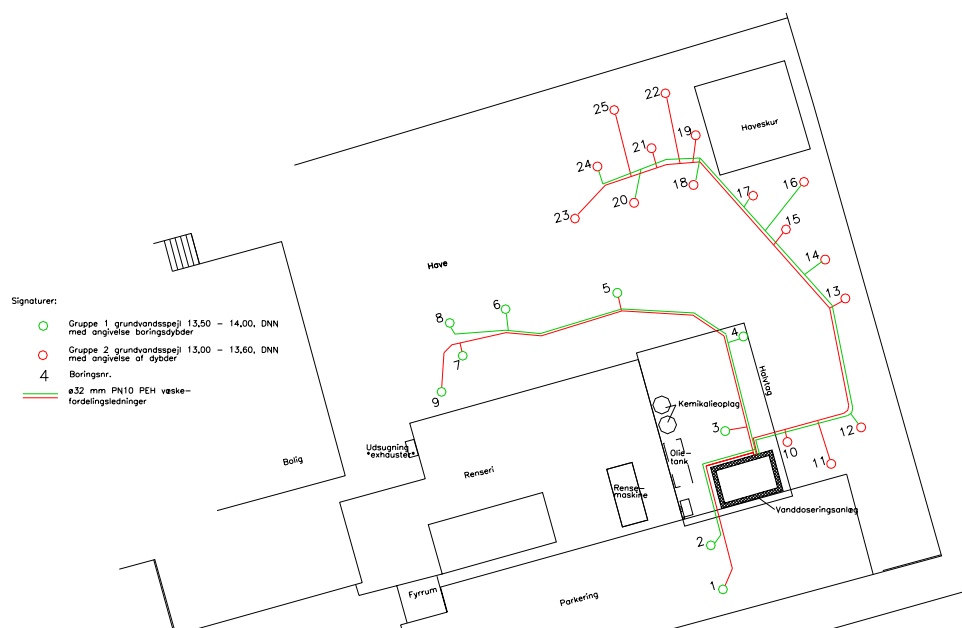 25
22
19
21
24
Haveskur
18
17
16
20
23
15
Have
14
5
13
Signaturer:
6
8
Gruppe 1 grundvandsspejl 13,50 - 14,00, DNN
med angivelse boringsdybder
4
Gruppe 2 grundvandsspejl 13,00 - 13,60, DNN
med angivelse af dybder
7
4 Boringsnr.
Halvtag
ø32 mm PN10 PEH væske-
fordelingsledninger
9
Kemikalieoplag
3
12
Udsugning
"exhauster"
10
Olie-
tank
Bolig
11
Renseri
Rense-
maskine
Vanddoseringsanlæg
2
1
Fyrrum
Parkering